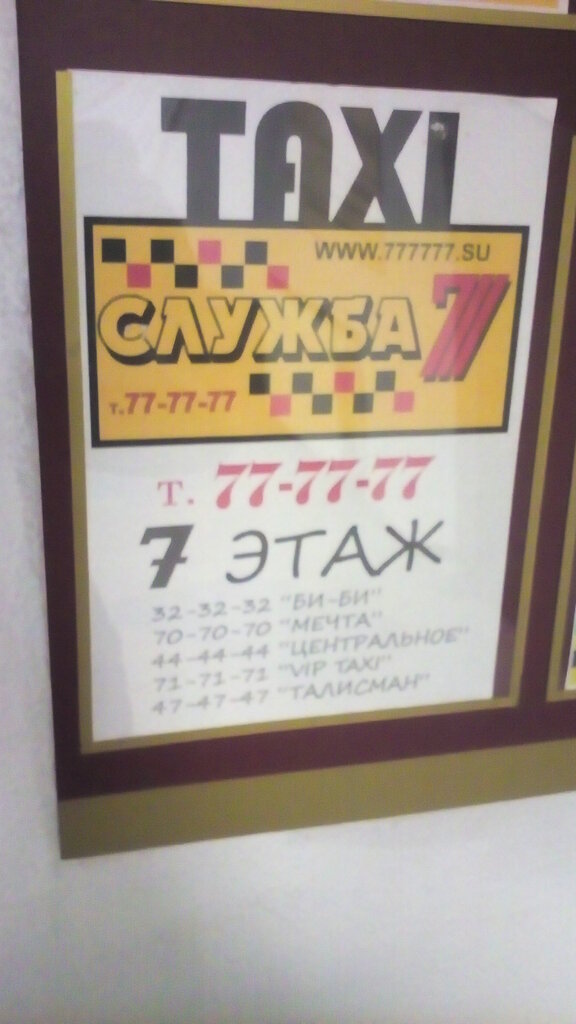 TAXI
WWW.777777.SU
СЛУЖБА 7
т.77-77-77
т. 77-77-77
7 ЭТАЖ
32-32-32 "БИ-БИ"
70-70-70 "МЕЧТА"
44-44-44 "ЦЕНТРАЛЬНОЕ"
71-71-71 "VIP TAXI"
47-47-47 "ТАЛИСМАН"